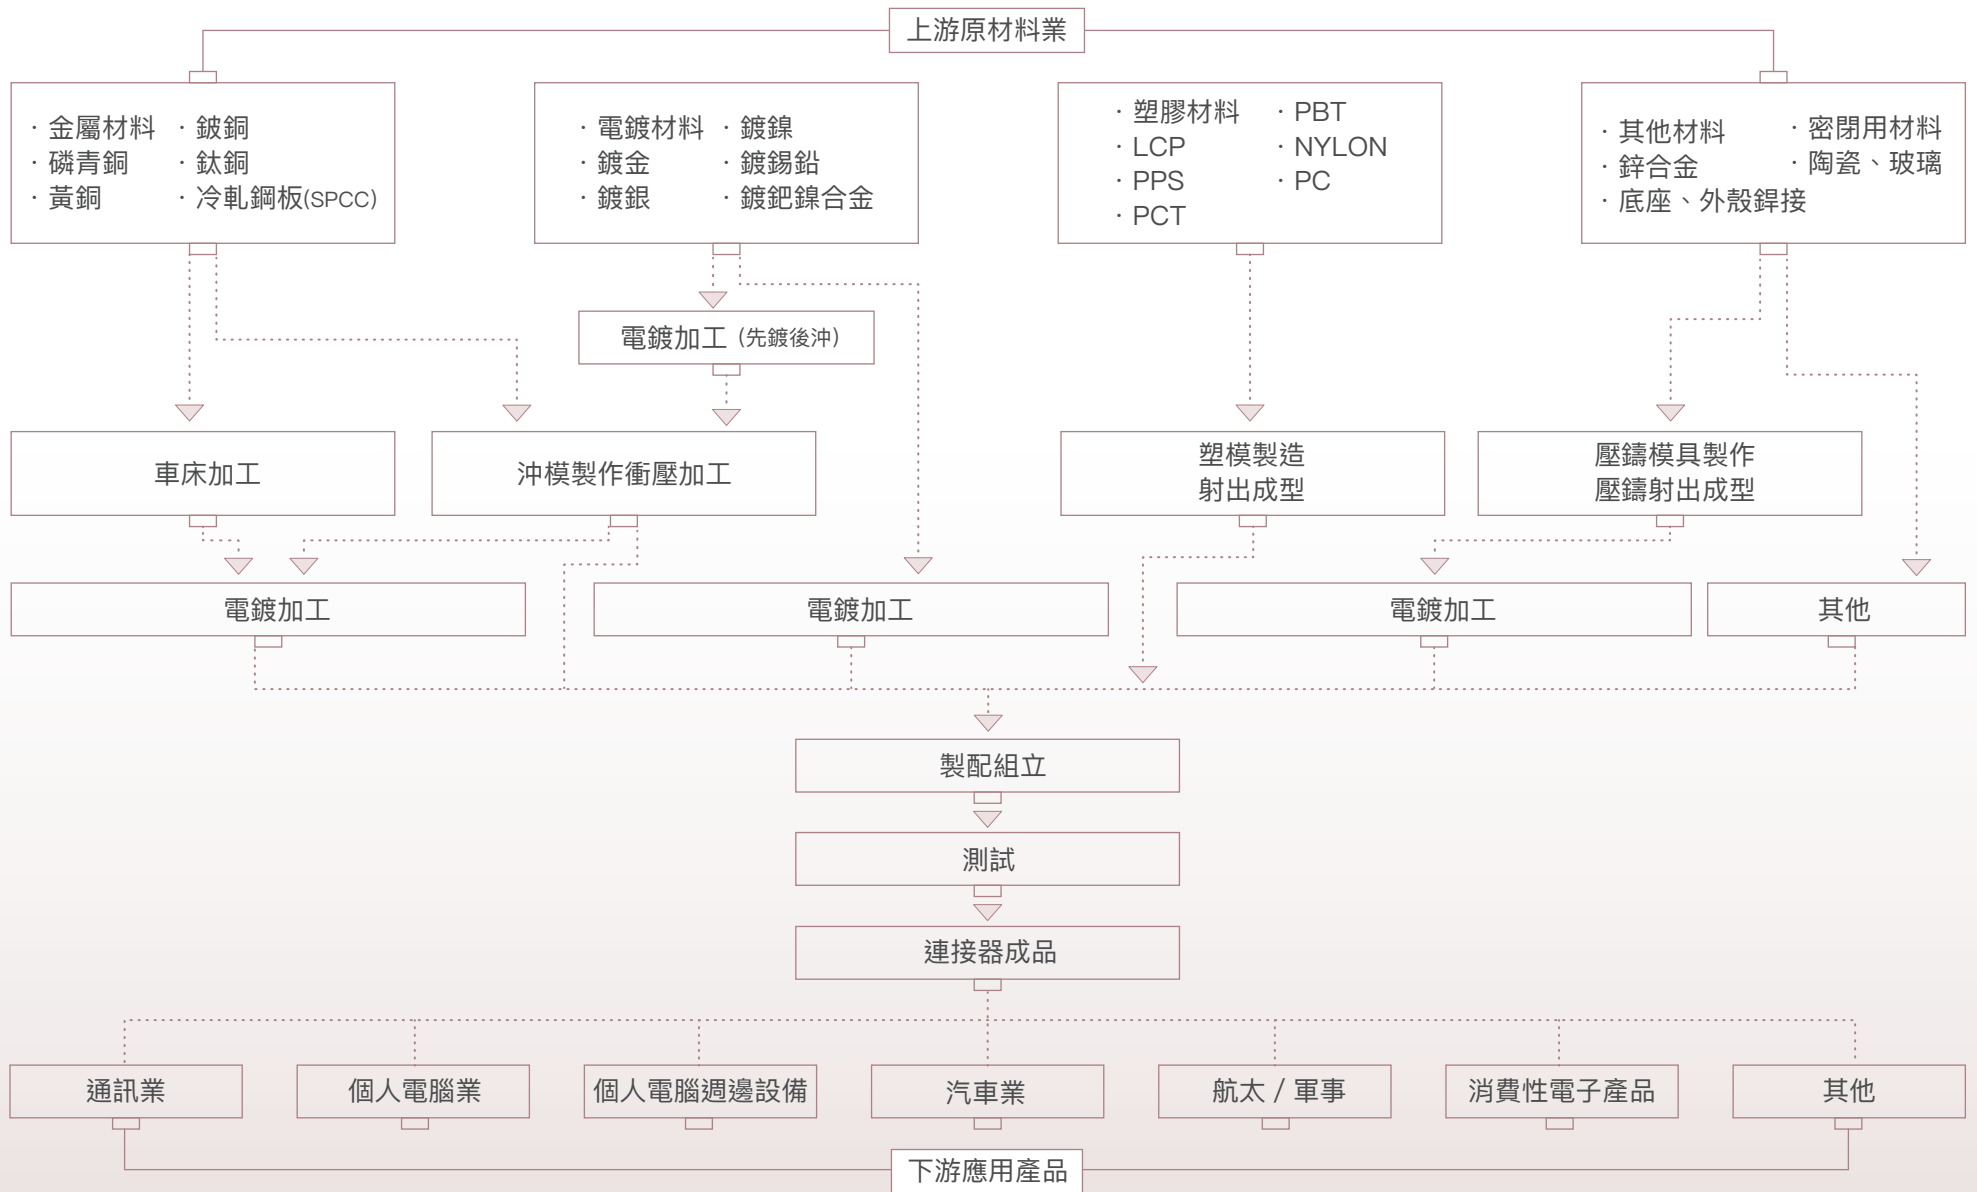 上游原材料業
· 金屬材料 · 鈹銅
· 磷青銅 · 鈦銅
· 黃銅 · 冷軋鋼板(SPCC)
· 電鍍材料 · 鍍鎳
· 鍍金 · 鍍錫鉛
· 鍍銀 · 鍍鈀鎳合金
· 塑膠材料 · PBT
· LCP · NYLON
· PPS · PC
· PCT
· 其他材料 · 密閉用材料
· 鋅合金 · 陶瓷、玻璃
· 底座、外殼銲接
電鍍加工 (先鍍後沖)
車床加工
沖模製作衝壓加工
塑模製造
射出成型
壓鑄模具製作
壓鑄射出成型
電鍍加工
電鍍加工
電鍍加工
其他
製配組立
測試
連接器成品
通訊業
個人電腦業
個人電腦週邊設備
汽車業
航太 / 軍事
消費性電子產品
其他
下游應用產品